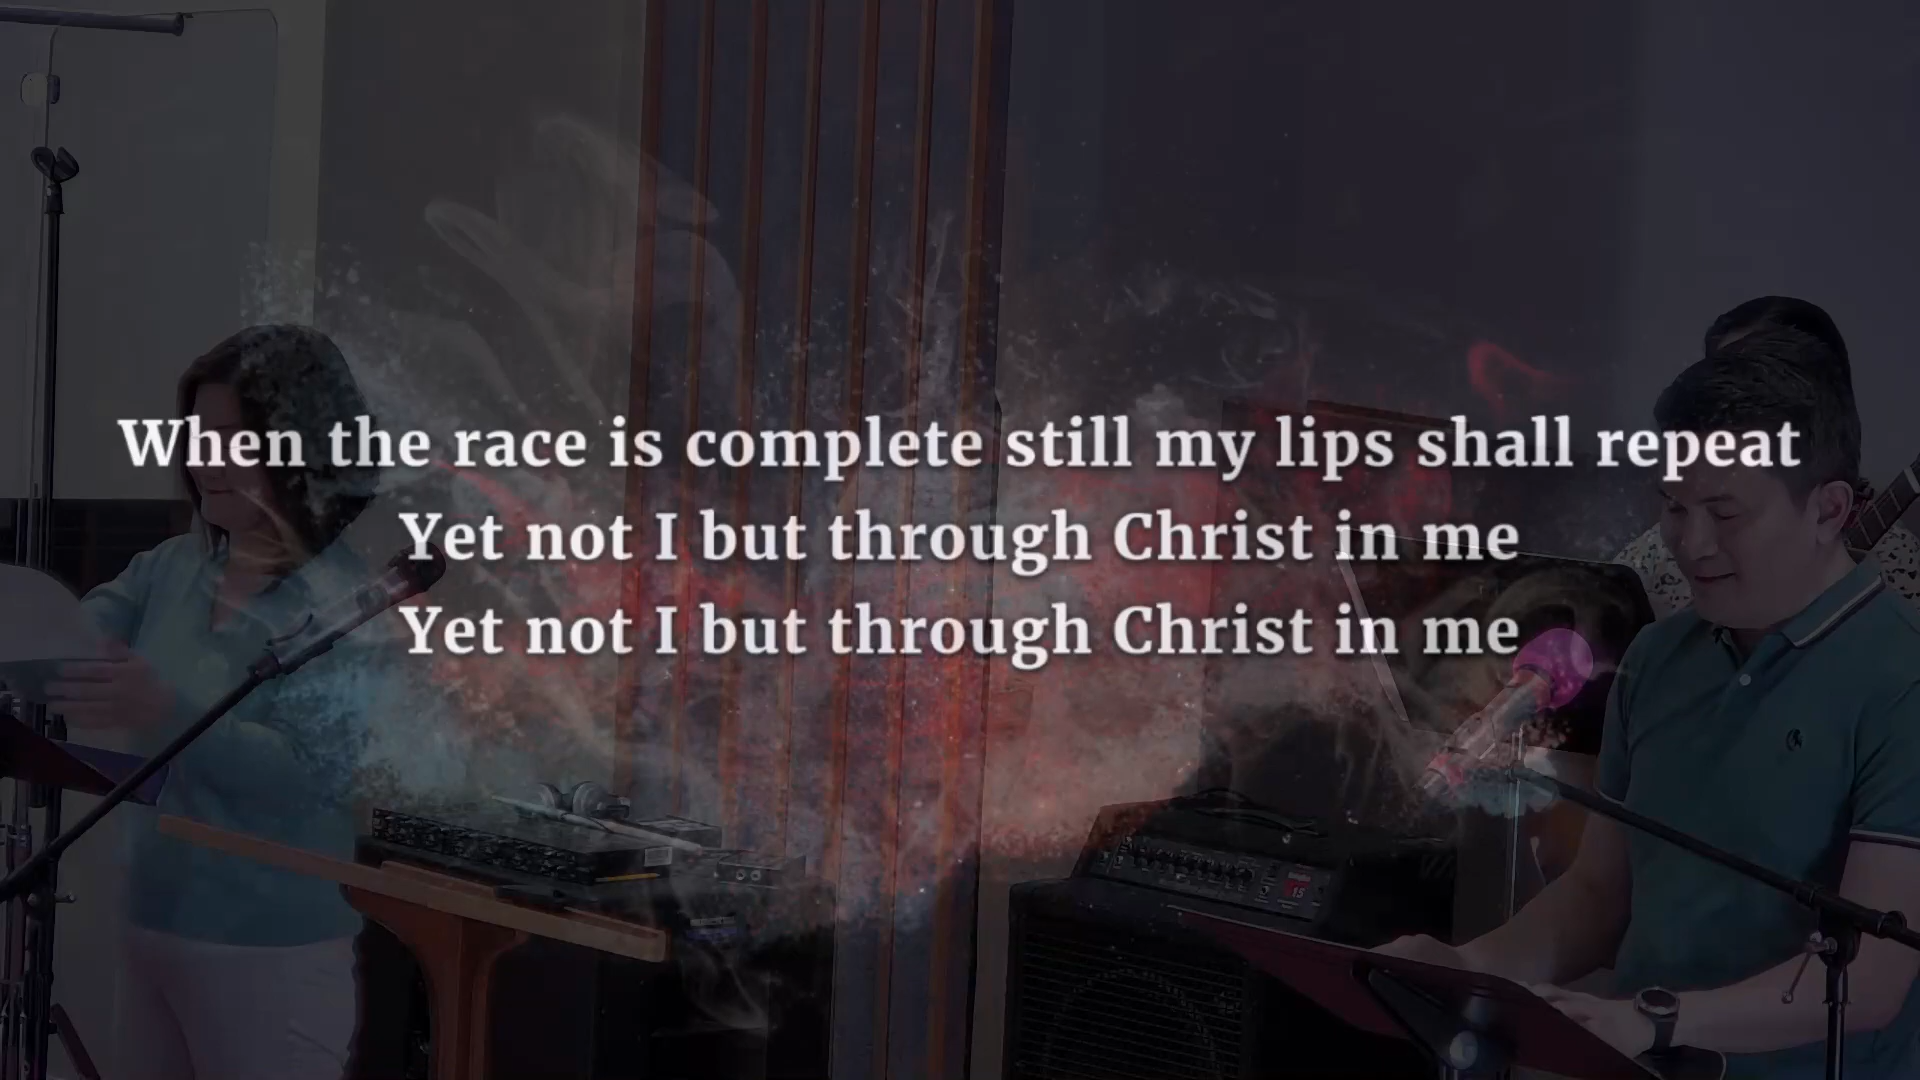 When the race is complete still my lips shall repeat
Yet not I but through Christ in me
Yet not I but through Christ in me
15